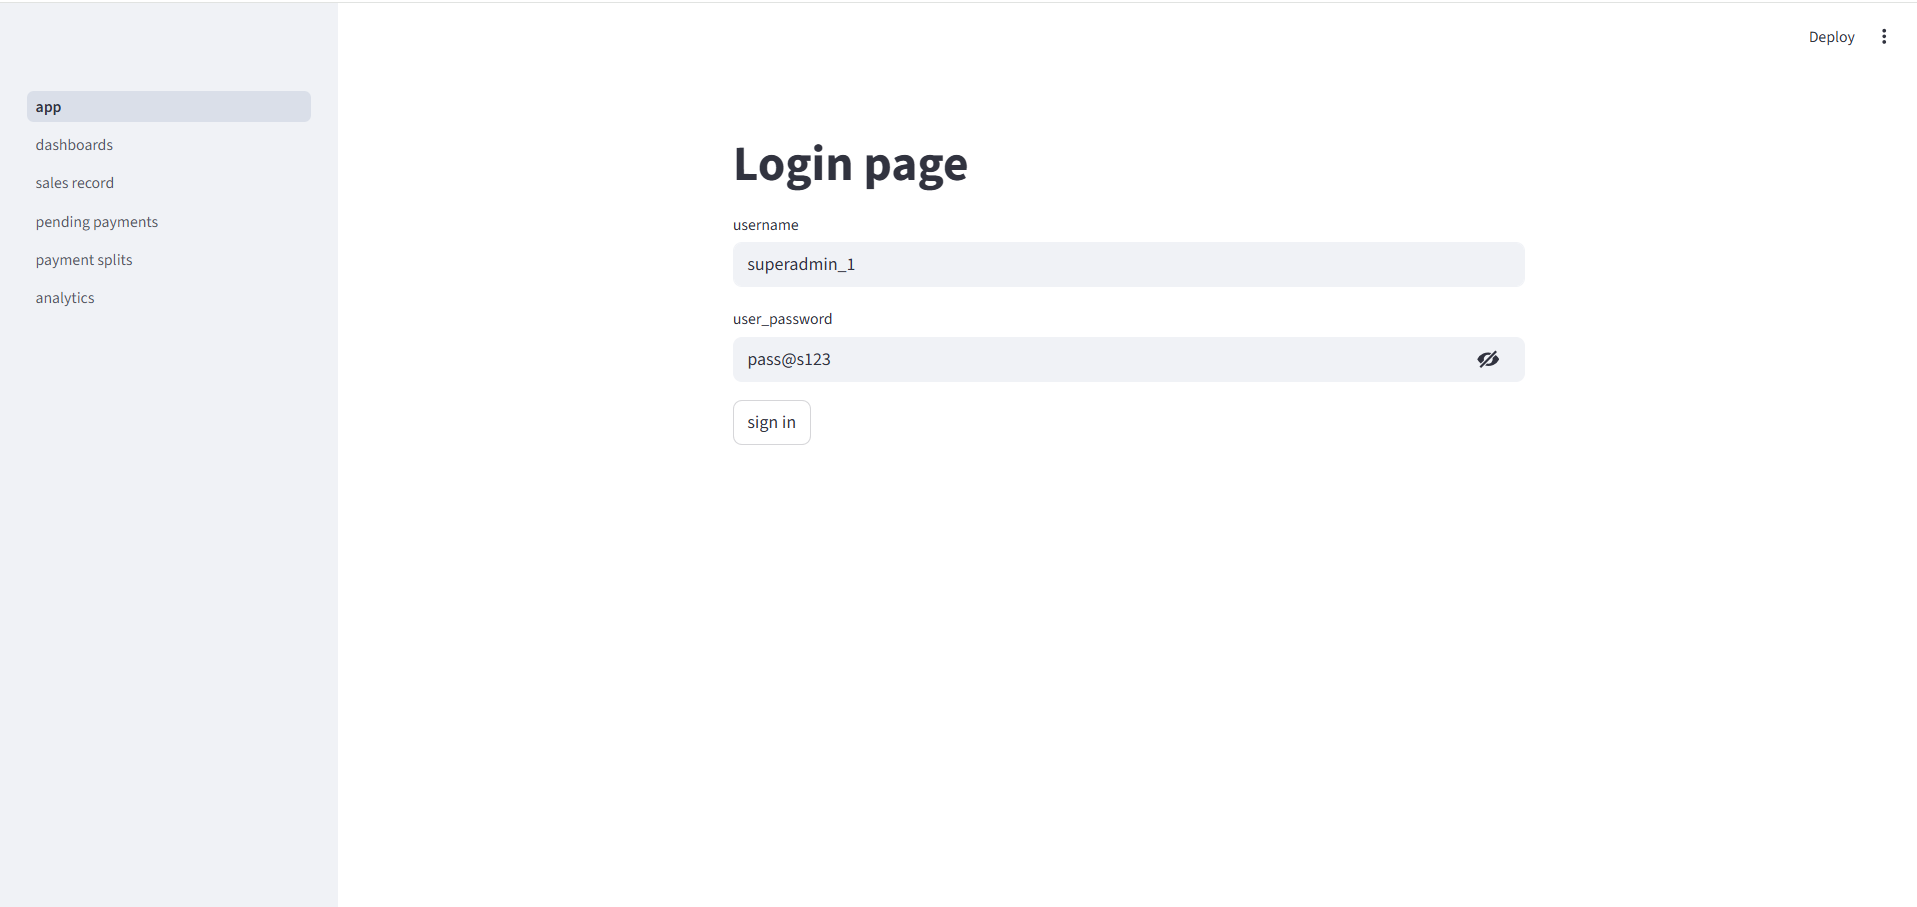 Deploy
app
dashboards
sales record
pending payments
payment splits
analytics
Login page
username
superadmin_1
user_password
pass@s123
sign in